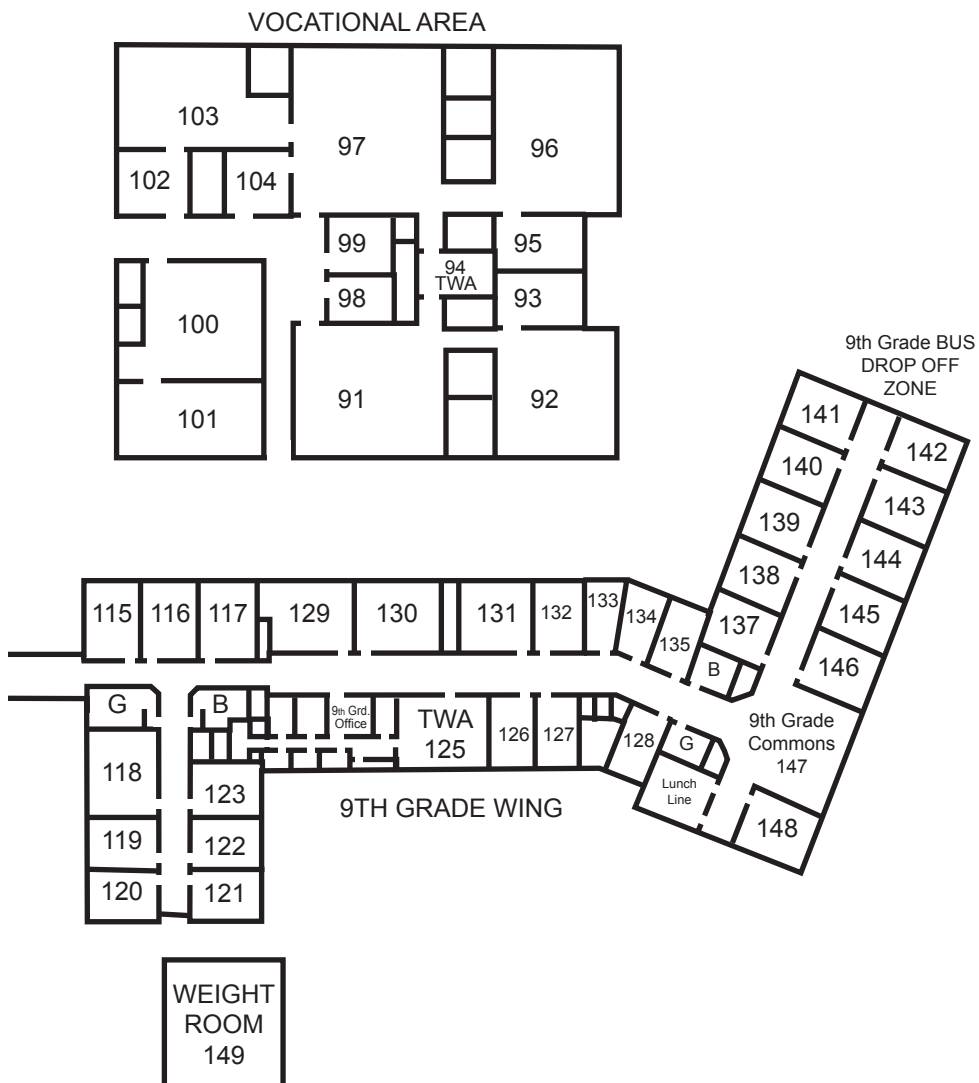 VOCATIONAL AREA
103
97
96
102
104
99
95
94
TWA
98
93
100
91
92
101
9th Grade BUS
DROP OFF
ZONE
141
142
140
143
139
144
138
145
137
146
B
115
116
117
129
130
131
132
133
134
135
G
B
9th Grd.
Office
TWA
125
126
127
128
G
9th Grade
Commons
147
Lunch
Line
148
118
123
119
122
120
121
9TH GRADE WING
WEIGHT
ROOM
149